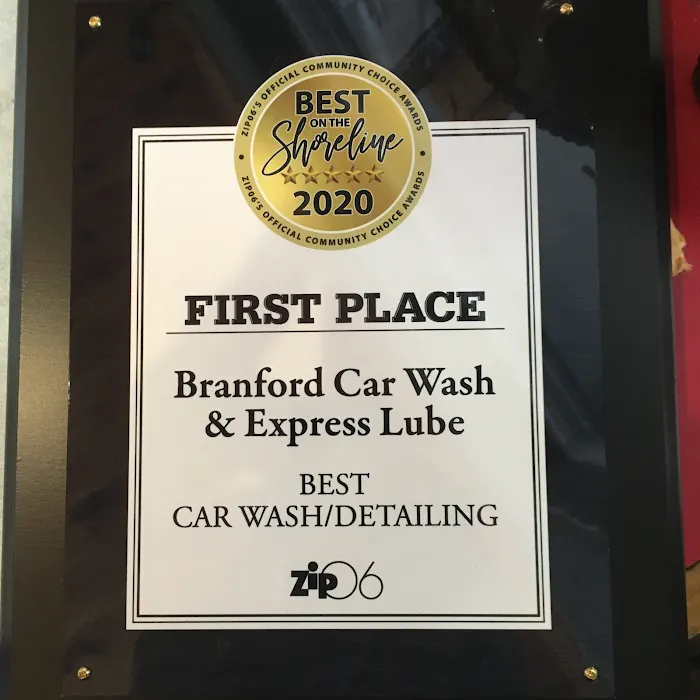 ZIP06'S OFFICIAL COMMUNITY CHOICE AWARDS
BEST
ON THE
Shoreline
2020
ZIP06'S OFFICIAL COMMUNITY CHOICE AWARDS
FIRST PLACE
Branford Car Wash
& Express Lube
BEST
CAR WASH/DETAILING
zip06